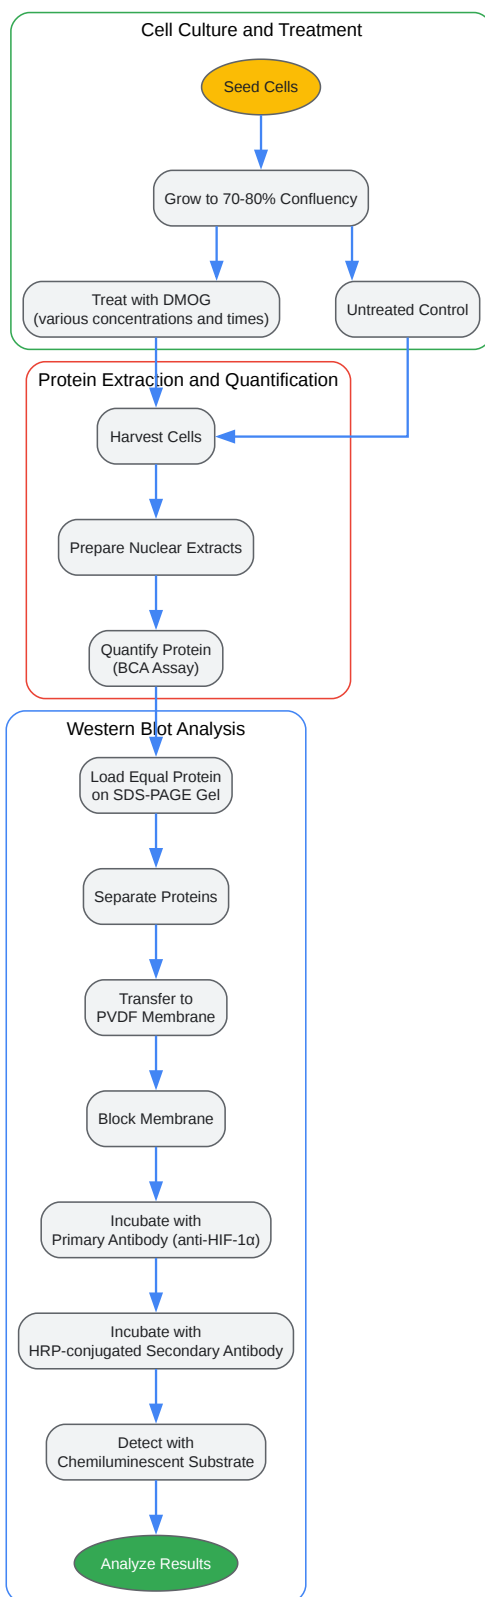 Cell Culture and Treatment
Seed Cells
Grow to 70-80% Confluency
Treat with DMOG
(various concentrations and times)
Untreated Control
Protein Extraction and Quantification
Harvest Cells
Prepare Nuclear Extracts
Quantify Protein
(BCA Assay)
Western Blot Analysis
Load Equal Protein
on SDS-PAGE Gel
Separate Proteins
Transfer to
PVDF Membrane
Block Membrane
Incubate with
Primary Antibody (anti-HIF-1α)
Incubate with
HRP-conjugated Secondary Antibody
Detect with
Chemiluminescent Substrate
Analyze Results